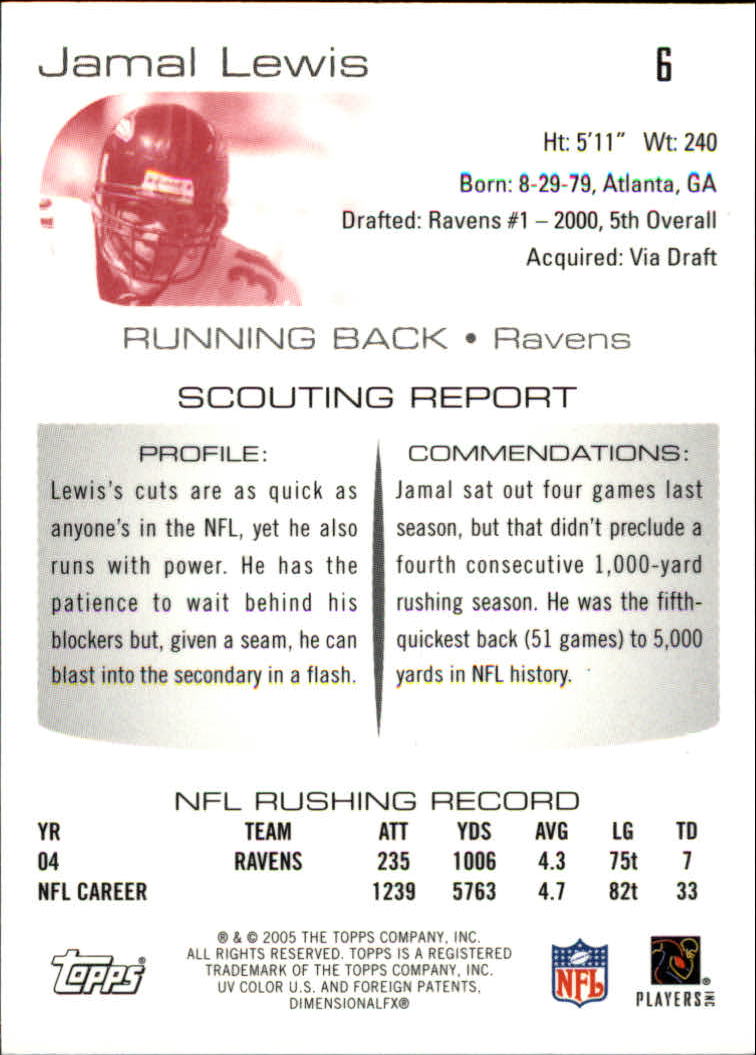 Jamal Lewis
6
Ht: 5'11" Wt: 240
Born: 8-29-79, Atlanta, GA
Drafted: Ravens #1 – 2000, 5th Overall
Acquired: Via Draft
RUNNING BACK • Ravens
SCOUTING REPORT
PROFILE:
Lewis's cuts are as quick as
anyone's in the NFL, yet he also
runs with power. He has the
patience to wait behind his
blockers but, given a seam, he can
blast into the secondary in a flash.
COMMENDATIONS:
Jamal sat out four games last
season, but that didn't preclude a
fourth consecutive 1,000-yard
rushing season. He was the fifth-
quickest back (51 games) to 5,000
yards in NFL history.
NFL RUSHING RECORD
YR TEAM ATT YDS AVG LG TD
04 RAVENS 235 1006 4.3 75t 7
NFL CAREER 1239 5763 4.7 82t 33
Topps®
® & © 2005 THE TOPPS COMPANY, INC.
ALL RIGHTS RESERVED. TOPPS IS A REGISTERED
TRADEMARK OF THE TOPPS COMPANY, INC.
UV COLOR U.S. AND FOREIGN PATENTS,
DIMENSIONALFX®
NFL
PLAYERS INC